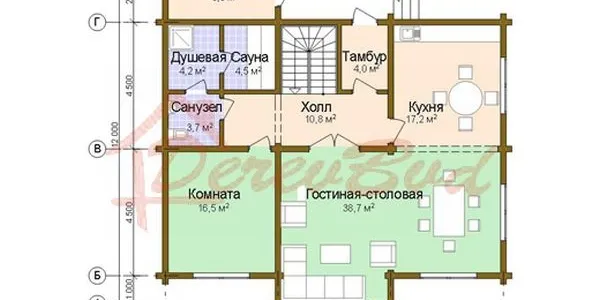 Г
Душевая
4,2 м²
Сауна
4,5 м²
Тамбур
4,0 м²
Санузел
3,7 м²
Холл
10,8 м²
Кухня
17,2 м²
4 500
12 000
В
DerevBud
Комната
16,5 м²
Гостиная-столовая
38,7 м²
4 500
Б
1 000